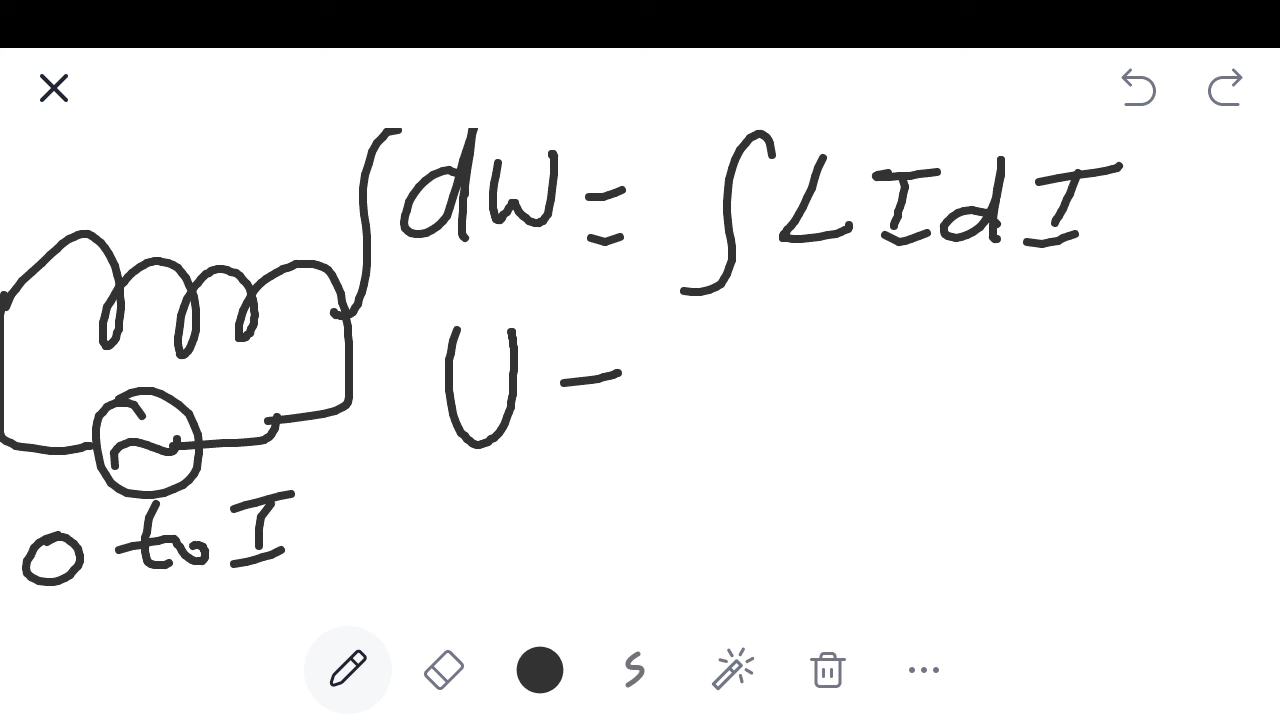 ∫dW = ∫LIdI
U -
0 to I